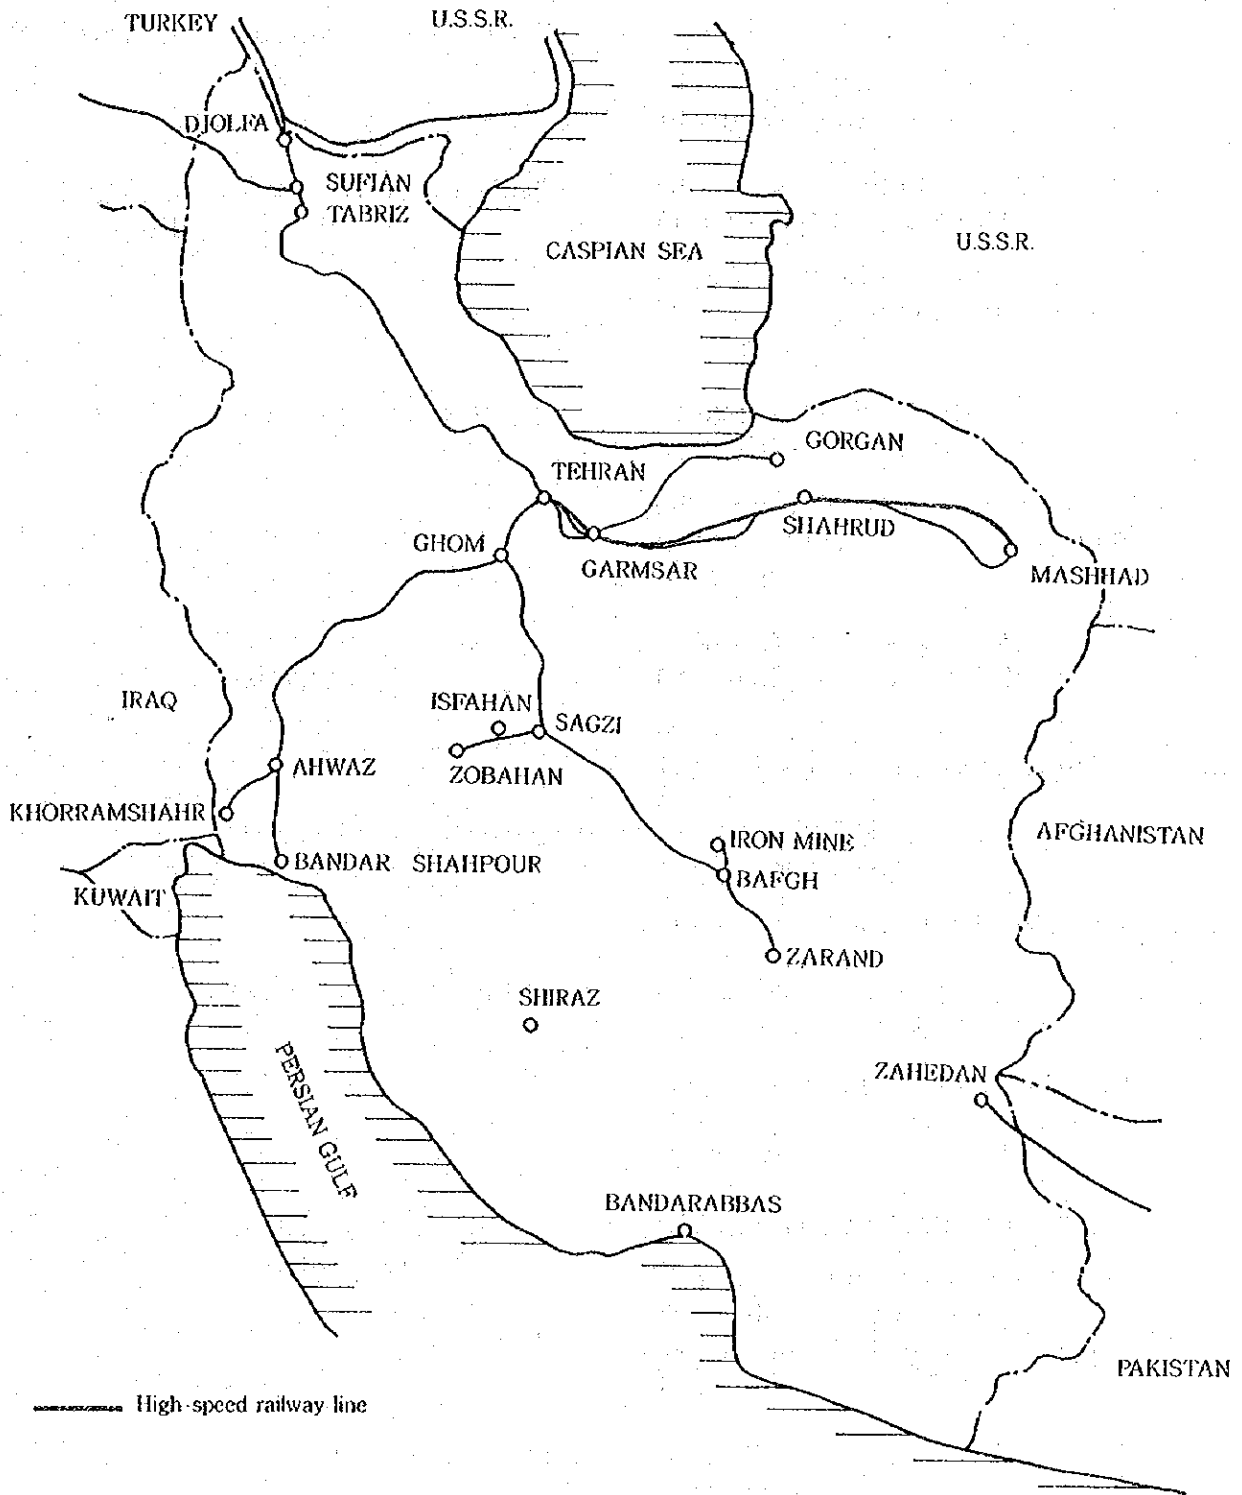 TURKEY
U.S.S.R.
DJOLFA
SUFIAN
TABRIZ
CASPIAN SEA
U.S.S.R.
GORGAN
TEHRAN
SHAHRUD
GHOM
GARMSAR
MASHHAD
IRAQ
ISFAHAN
SAGZI
AHWAZ
ZOBAHAN
KHORRAMSHAHR
IRON MINE
AFGHANISTAN
BANDAR SHAHPOUR
BAFGH
KUWAIT
ZARAND
SHIRAZ
PERSIAN GULF
ZAHEDAN
BANDARABBAS
PAKISTAN
High-speed railway line